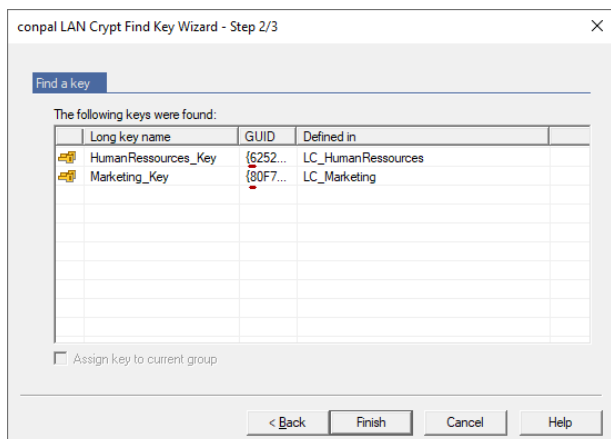 conpal LAN Crypt Find Key Wizard - Step 2/3
Find a key
The following keys were found:
Long key name GUID Defined in
HumanRessources_Key {6252... LC_HumanRessources
Marketing_Key {80F7... LC_Marketing
Assign key to current group
< Back Finish Cancel Help